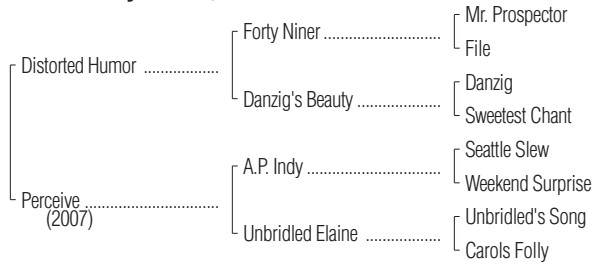 Mr. Prospector
Forty Niner ........................
File
Distorted Humor ..................
Danzig
Danzig's Beauty ....................
Sweetest Chant
Seattle Slew
A.P. Indy ............................
Weekend Surprise
Perceive ................................
(2007)
Unbridled's Song
Unbridled Elaine ..................
Carols Folly